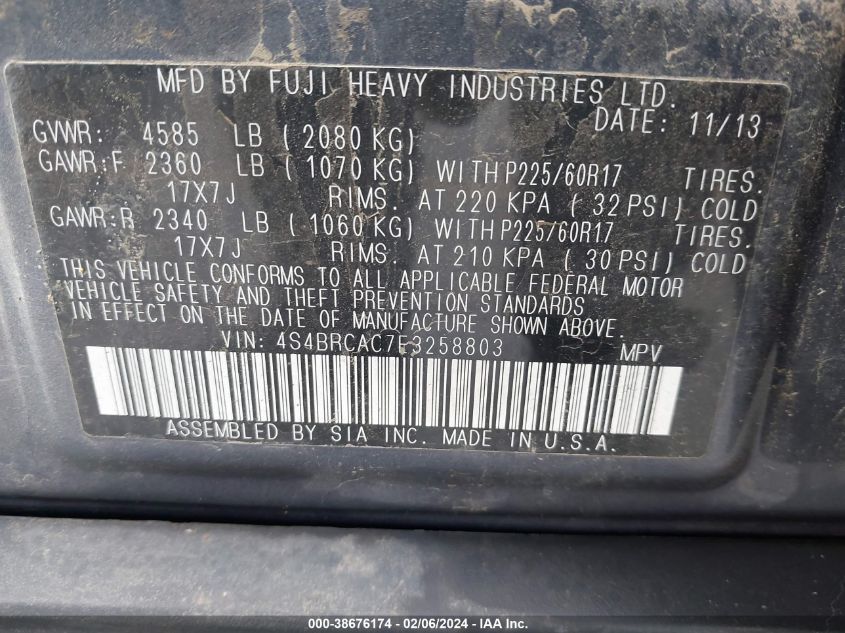 MFD BY FUJI HEAVY INDUSTRIES LTD.
DATE: 11/13
GVWR: 4585 LB ( 2080 KG)
GAWR:F 2360 LB ( 1070 KG) WITH P225/60R17 TIRES.
17X7J RIMS. AT 220 KPA ( 32 PSI) COLD
GAWR:R 2340 LB ( 1060 KG) WITH P225/60R17 TIRES.
17X7J RIMS. AT 210 KPA ( 30 PSI) COLD
THIS VEHICLE CONFORMS TO ALL APPLICABLE FEDERAL MOTOR
VEHICLE SAFETY AND THEFT PREVENTION STANDARDS
IN EFFECT ON THE DATE OF MANUFACTURE SHOWN ABOVE.
VIN: 4S4BRCAC7E3258803 MPV
ASSEMBLED BY SIA INC. MADE IN U.S.A.
000-38676174 - 02/06/2024 - IAA Inc.